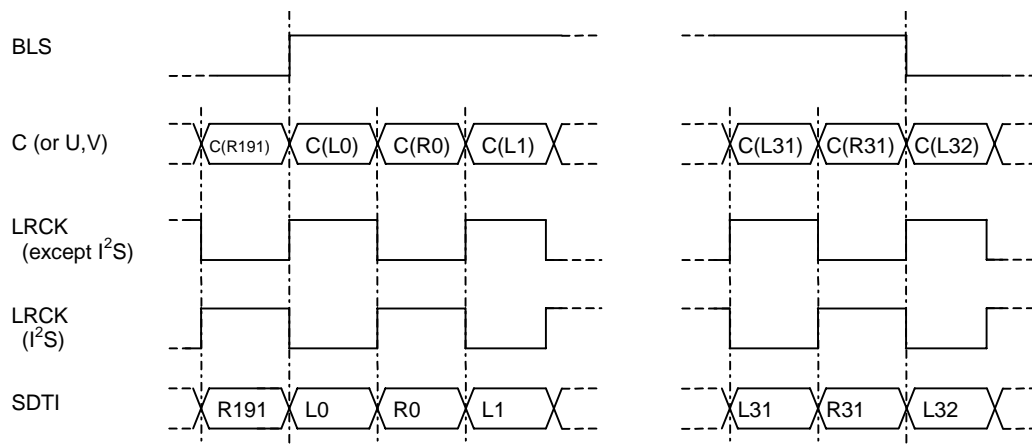 BLS
C (or U,V)
C(R191) C(L0) C(R0) C(L1) C(L31) C(R31) C(L32)
LRCK
(except I²S)
LRCK
(I²S)
SDTI
R191 L0 R0 L1 L31 R31 L32